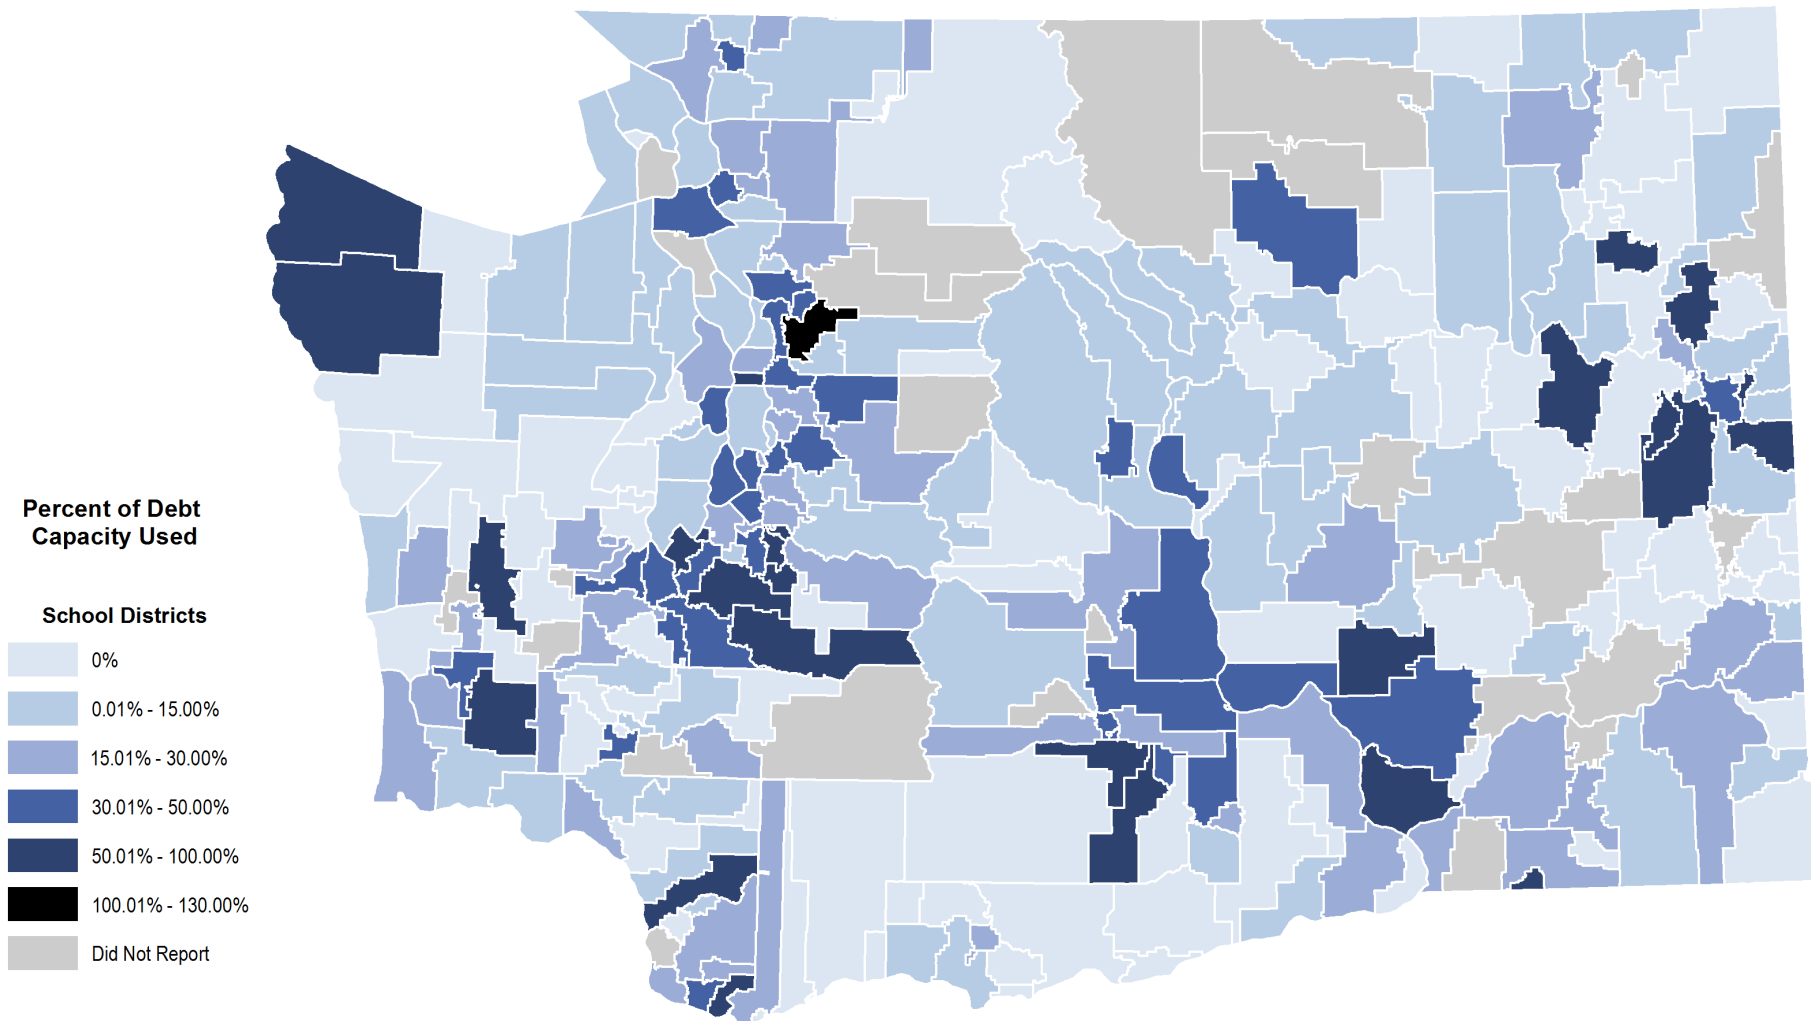 Percent of Debt
Capacity Used
School Districts
0%
0.01% - 15.00%
15.01% - 30.00%
30.01% - 50.00%
50.01% - 100.00%
100.01% - 130.00%
Did Not Report